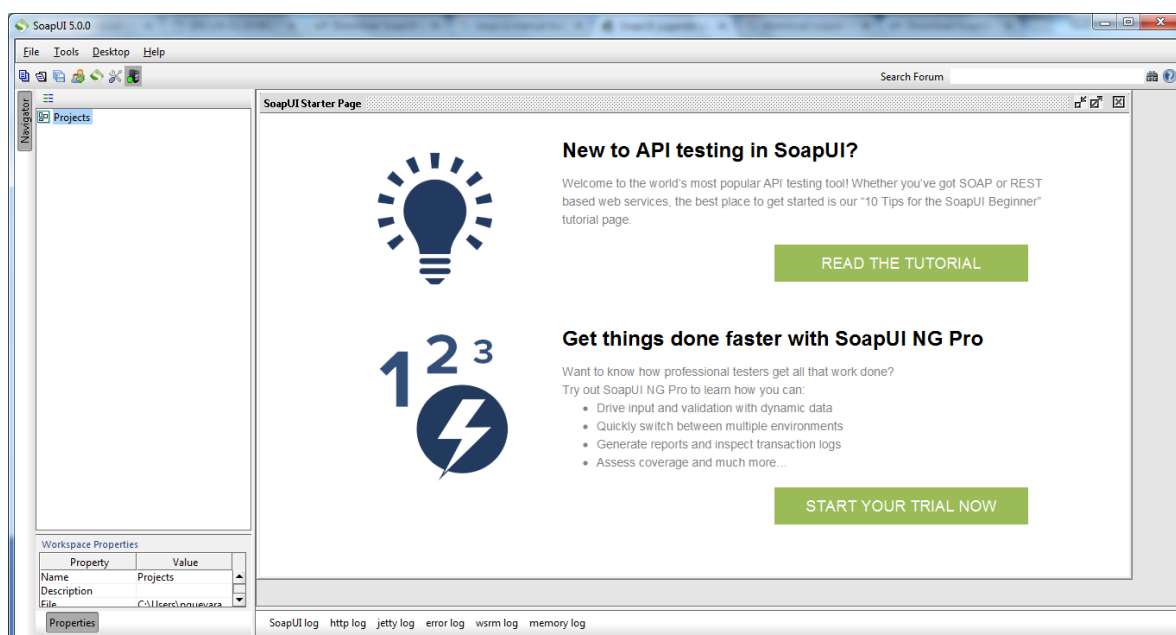 SoapUI 5.0.0
File Tools Desktop Help
Search Forum
Navigator
Projects
SoapUI Starter Page
New to API testing in SoapUI?
Welcome to the world's most popular API testing tool! Whether you've got SOAP or REST
based web services, the best place to get started is our “10 Tips for the SoapUI Beginner”
tutorial page.
READ THE TUTORIAL
1 2 3
Get things done faster with SoapUI NG Pro
Want to know how professional testers get all that work done?
Try out SoapUI NG Pro to learn how you can:
• Drive input and validation with dynamic data
• Quickly switch between multiple environments
• Generate reports and inspect transaction logs
• Assess coverage and much more...
START YOUR TRIAL NOW
Workspace Properties
Property Value
Name Projects
Description
File C:\Users\nguevara
Properties
SoapUI log http log jetty log error log wsrm log memory log